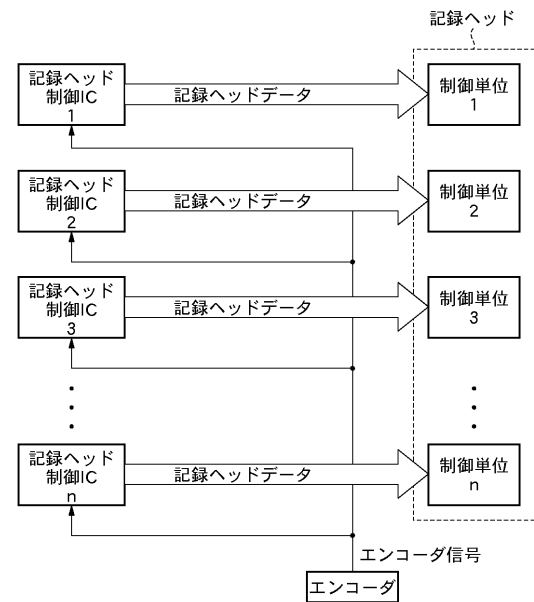 記録ヘッド
記録ヘッド
制御IC
1
記録ヘッドデータ
制御単位
1
記録ヘッド
制御IC
2
記録ヘッドデータ
制御単位
2
記録ヘッド
制御IC
3
記録ヘッドデータ
制御単位
3
記録ヘッド
制御IC
n
記録ヘッドデータ
制御単位
n
エンコーダ信号
エンコーダ